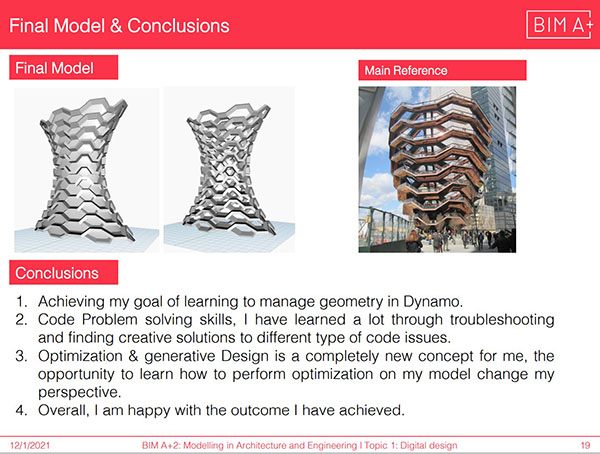 Final Model & Conclusions
BIM A+
Final Model
Main Reference
Conclusions
1. Achieving my goal of learning to manage geometry in Dynamo.
2. Code Problem solving skills, I have learned a lot through troubleshooting
and finding creative solutions to different type of code issues.
3. Optimization & generative Design is a completely new concept for me, the
opportunity to learn how to perform optimization on my model change my
perspective.
4. Overall, I am happy with the outcome I have achieved.
12/1/2021
BIM A+2: Modelling in Architecture and Engineering I Topic 1: Digital design
19